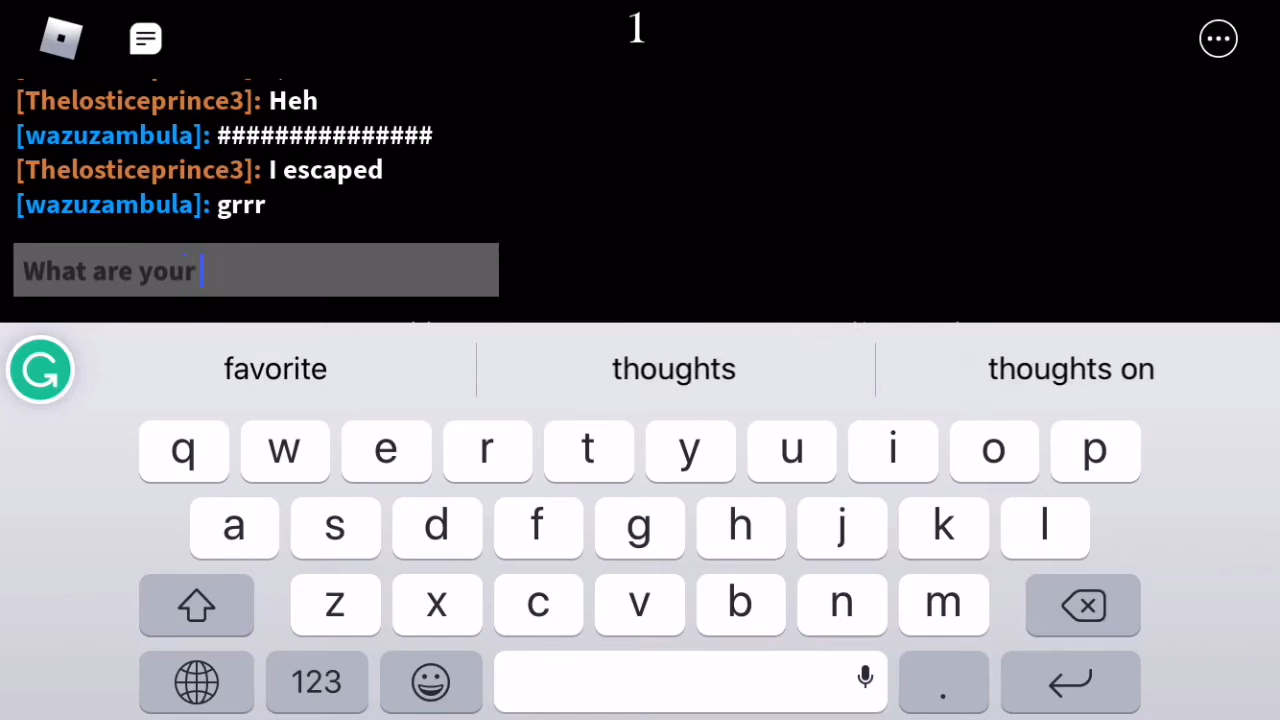 1
[Thelosticeprince3]: Heh
[wazuzambula]: ###############
[Thelosticeprince3]: I escaped
[wazuzambula]: grrr
What are your
favorite thoughts thoughts on
q w e r t y u i o p
a s d f g h j k l
z x c v b n m
123 .